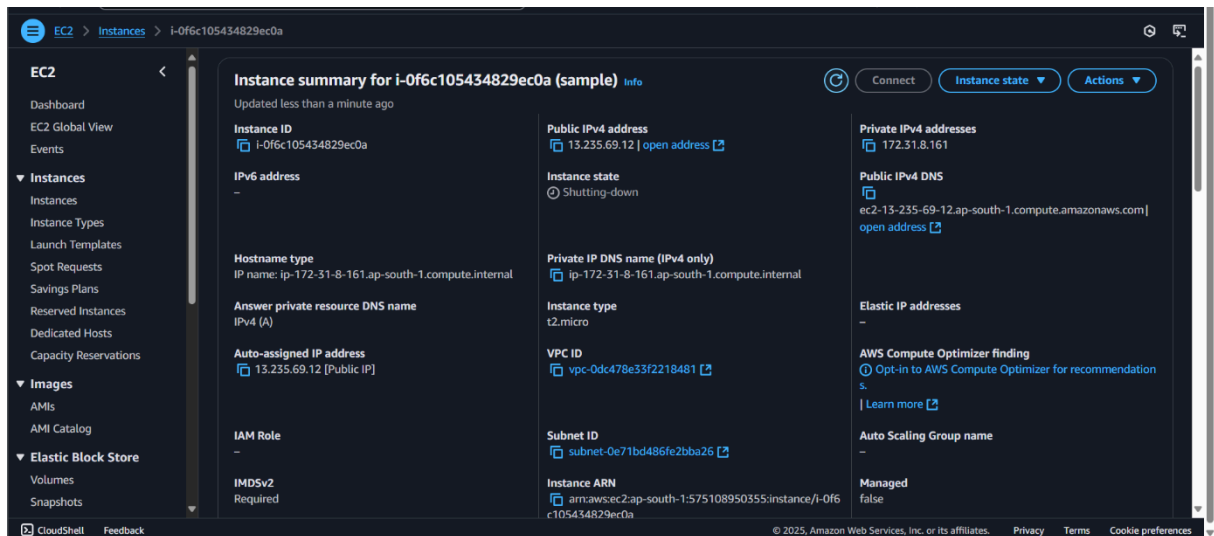 EC2 > Instances > i-0f6c105434829ec0a
EC2
Dashboard
EC2 Global View
Events
Instances
Instances
Instance Types
Launch Templates
Spot Requests
Savings Plans
Reserved Instances
Dedicated Hosts
Capacity Reservations
Images
AMIs
AMI Catalog
Elastic Block Store
Volumes
Snapshots
Instance summary for i-0f6c105434829ec0a (sample) Info
Connect
Instance state
Actions
Updated less than a minute ago
Instance ID
i-0f6c105434829ec0a
Public IPv4 address
13.235.69.12 | open address
Private IPv4 addresses
172.31.8.161
IPv6 address
–
Instance state
Shutting-down
Public IPv4 DNS
ec2-13-235-69-12.ap-south-1.compute.amazonaws.com |
open address
Hostname type
IP name: ip-172-31-8-161.ap-south-1.compute.internal
Private IP DNS name (IPv4 only)
ip-172-31-8-161.ap-south-1.compute.internal
Answer private resource DNS name
IPv4 (A)
Instance type
t2.micro
Elastic IP addresses
–
Auto-assigned IP address
13.235.69.12 [Public IP]
VPC ID
vpc-0dc478e33f2218481
AWS Compute Optimizer finding
Opt-in to AWS Compute Optimizer for recommendation
s.
| Learn more
IAM Role
–
Subnet ID
subnet-0e71bd486fe2bba26
Auto Scaling Group name
–
IMDSv2
Required
Instance ARN
arn:aws:ec2:ap-south-1:575108950355:instance/i-0f6
c105434829ec0a
Managed
false
CloudShell Feedback
© 2025, Amazon Web Services, Inc. or its affiliates. Privacy Terms Cookie preferences